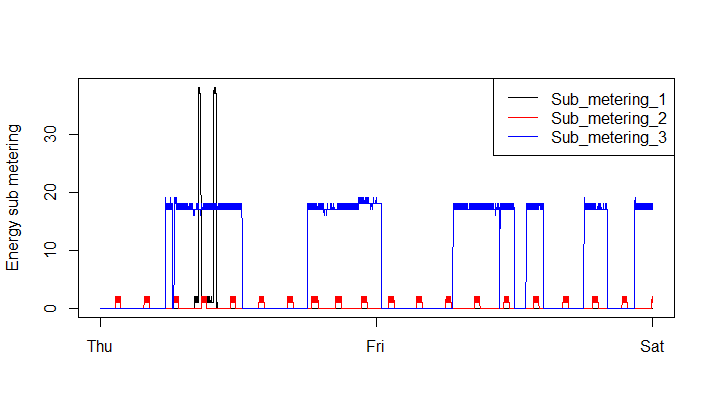 Sub_metering_1
Sub_metering_2
Sub_metering_3
Energy sub metering
30
20
10
0
Thu
Fri
Sat